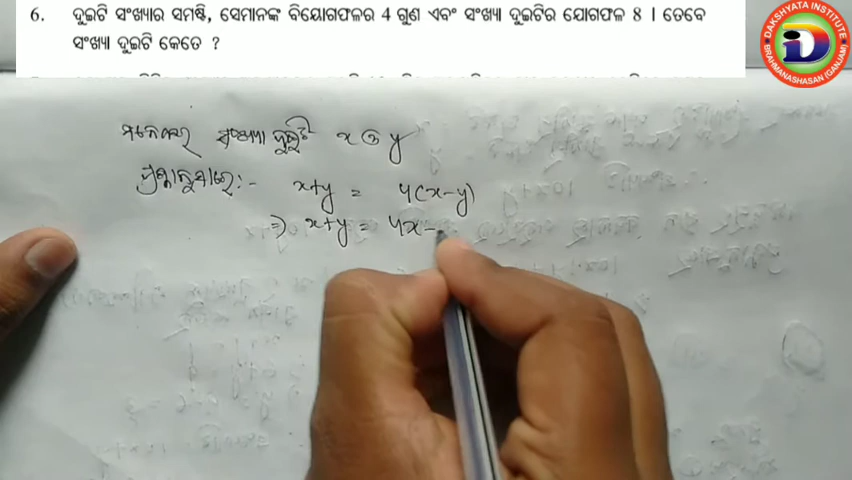 6. ଦୁଇଟି ସଂଖ୍ୟାର ସମଷ୍ଟି, ସେମାନଙ୍କ ବିୟୋଗଫଳର 4 ଗୁଣ ଏବଂ ସଂଖ୍ୟା ଦୁଇଟିର ଯୋଗଫଳ 8 । ତେବେ
ସଂଖ୍ୟା ଦୁଇଟି କେତେ ?
DAKSHYATA INSTITUTE
BRAHMANASHASAN (GANJAM)
ମନେକର ସଂଖ୍ୟା ଦୁଇଟି x ଓ y
ପ୍ରଶ୍ନାନୁସାରେ :- x+y = 4(x-y)
⇒ x+y = 4x-